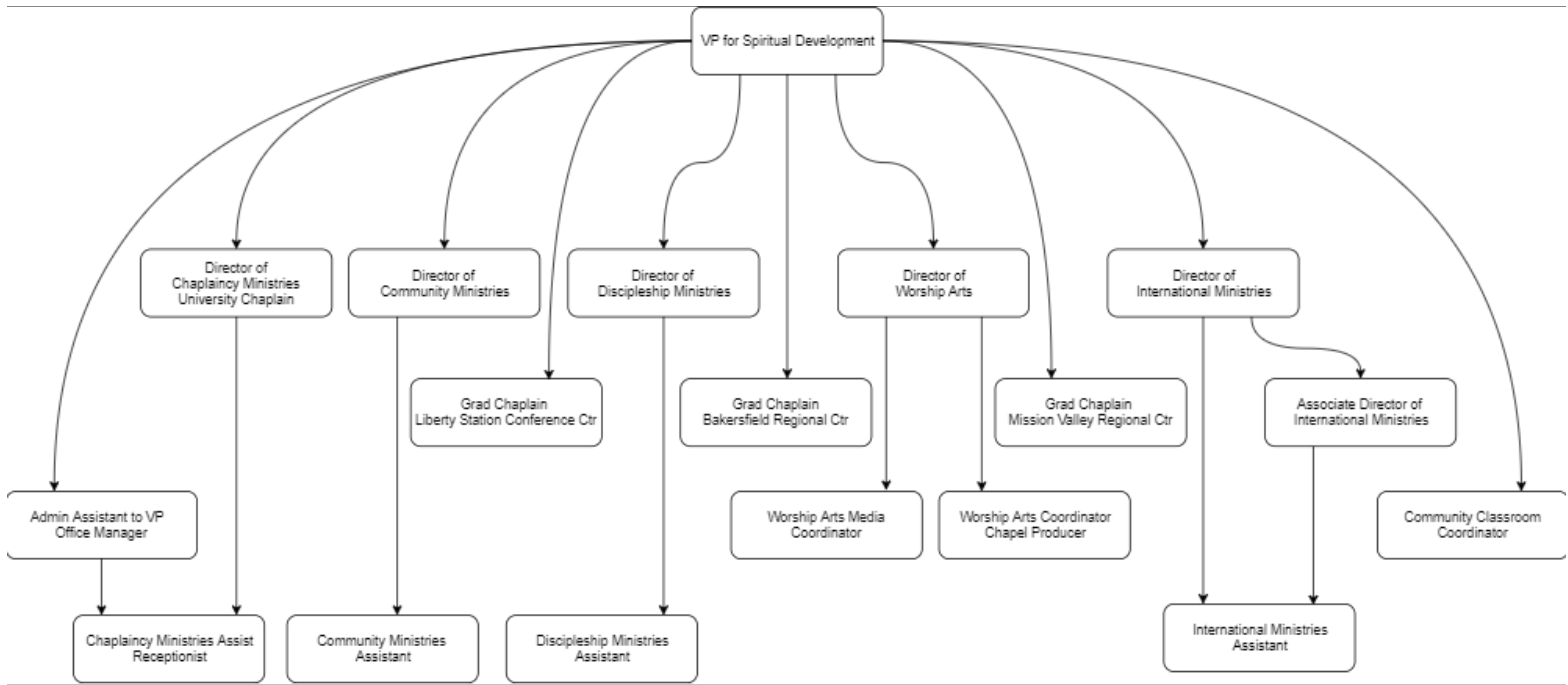 VP for Spiritual Development
Director of
Chaplaincy Ministries
University Chaplain
Director of
Community Ministries
Director of
Discipleship Ministries
Director of
Worship Arts
Director of
International Ministries
Grad Chaplain
Liberty Station Conference Ctr
Grad Chaplain
Bakersfield Regional Ctr
Grad Chaplain
Mission Valley Regional Ctr
Associate Director of
International Ministries
Admin Assistant to VP
Office Manager
Worship Arts Media
Coordinator
Worship Arts Coordinator
Chapel Producer
Community Classroom
Coordinator
Chaplaincy Ministries Assist
Receptionist
Community Ministries
Assistant
Discipleship Ministries
Assistant
International Ministries
Assistant